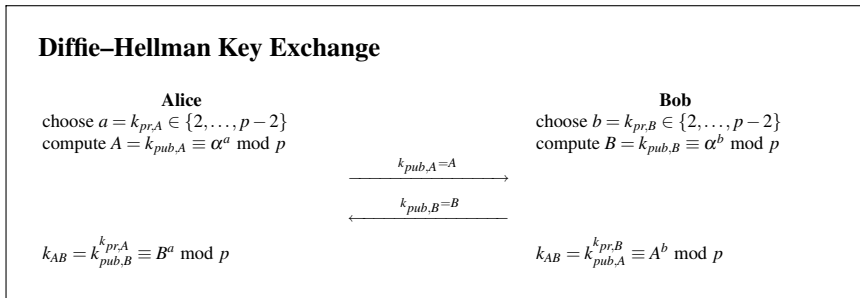 Diffie–Hellman Key Exchange
Alice Bob
choose a = k_{pr,A} ∈ {2, . . . , p − 2} choose b = k_{pr,B} ∈ {2, . . . , p − 2}
compute A = k_{pub,A} ≡ α^a mod p compute B = k_{pub,B} ≡ α^b mod p
k_{pub,A}=A
k_{pub,B}=B
k_{AB} = k_{pub,B}^{k_{pr,A}} ≡ B^a mod p k_{AB} = k_{pub,A}^{k_{pr,B}} ≡ A^b mod p